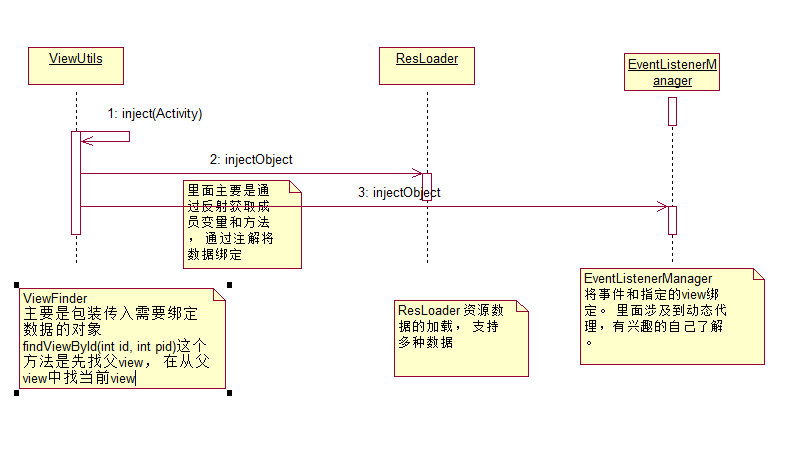 ViewUtils
ResLoader
EventListenerM
anager
1: inject(Activity)
2: injectObject
3: injectObject
里面主要是通
过反射获取成
员变量和方法
， 通过注解将
数据绑定
ViewFinder
主要是包装传入需要绑定
数据的对象
findViewById(int id, int pid)这个
方法是先找父view， 在从父
view中找当前view
ResLoader 资源数
据的加载， 支持
多种数据
EventListenerManager
将事件和指定的view绑
定。 里面涉及到动态代
理，有兴趣的自己了解
。